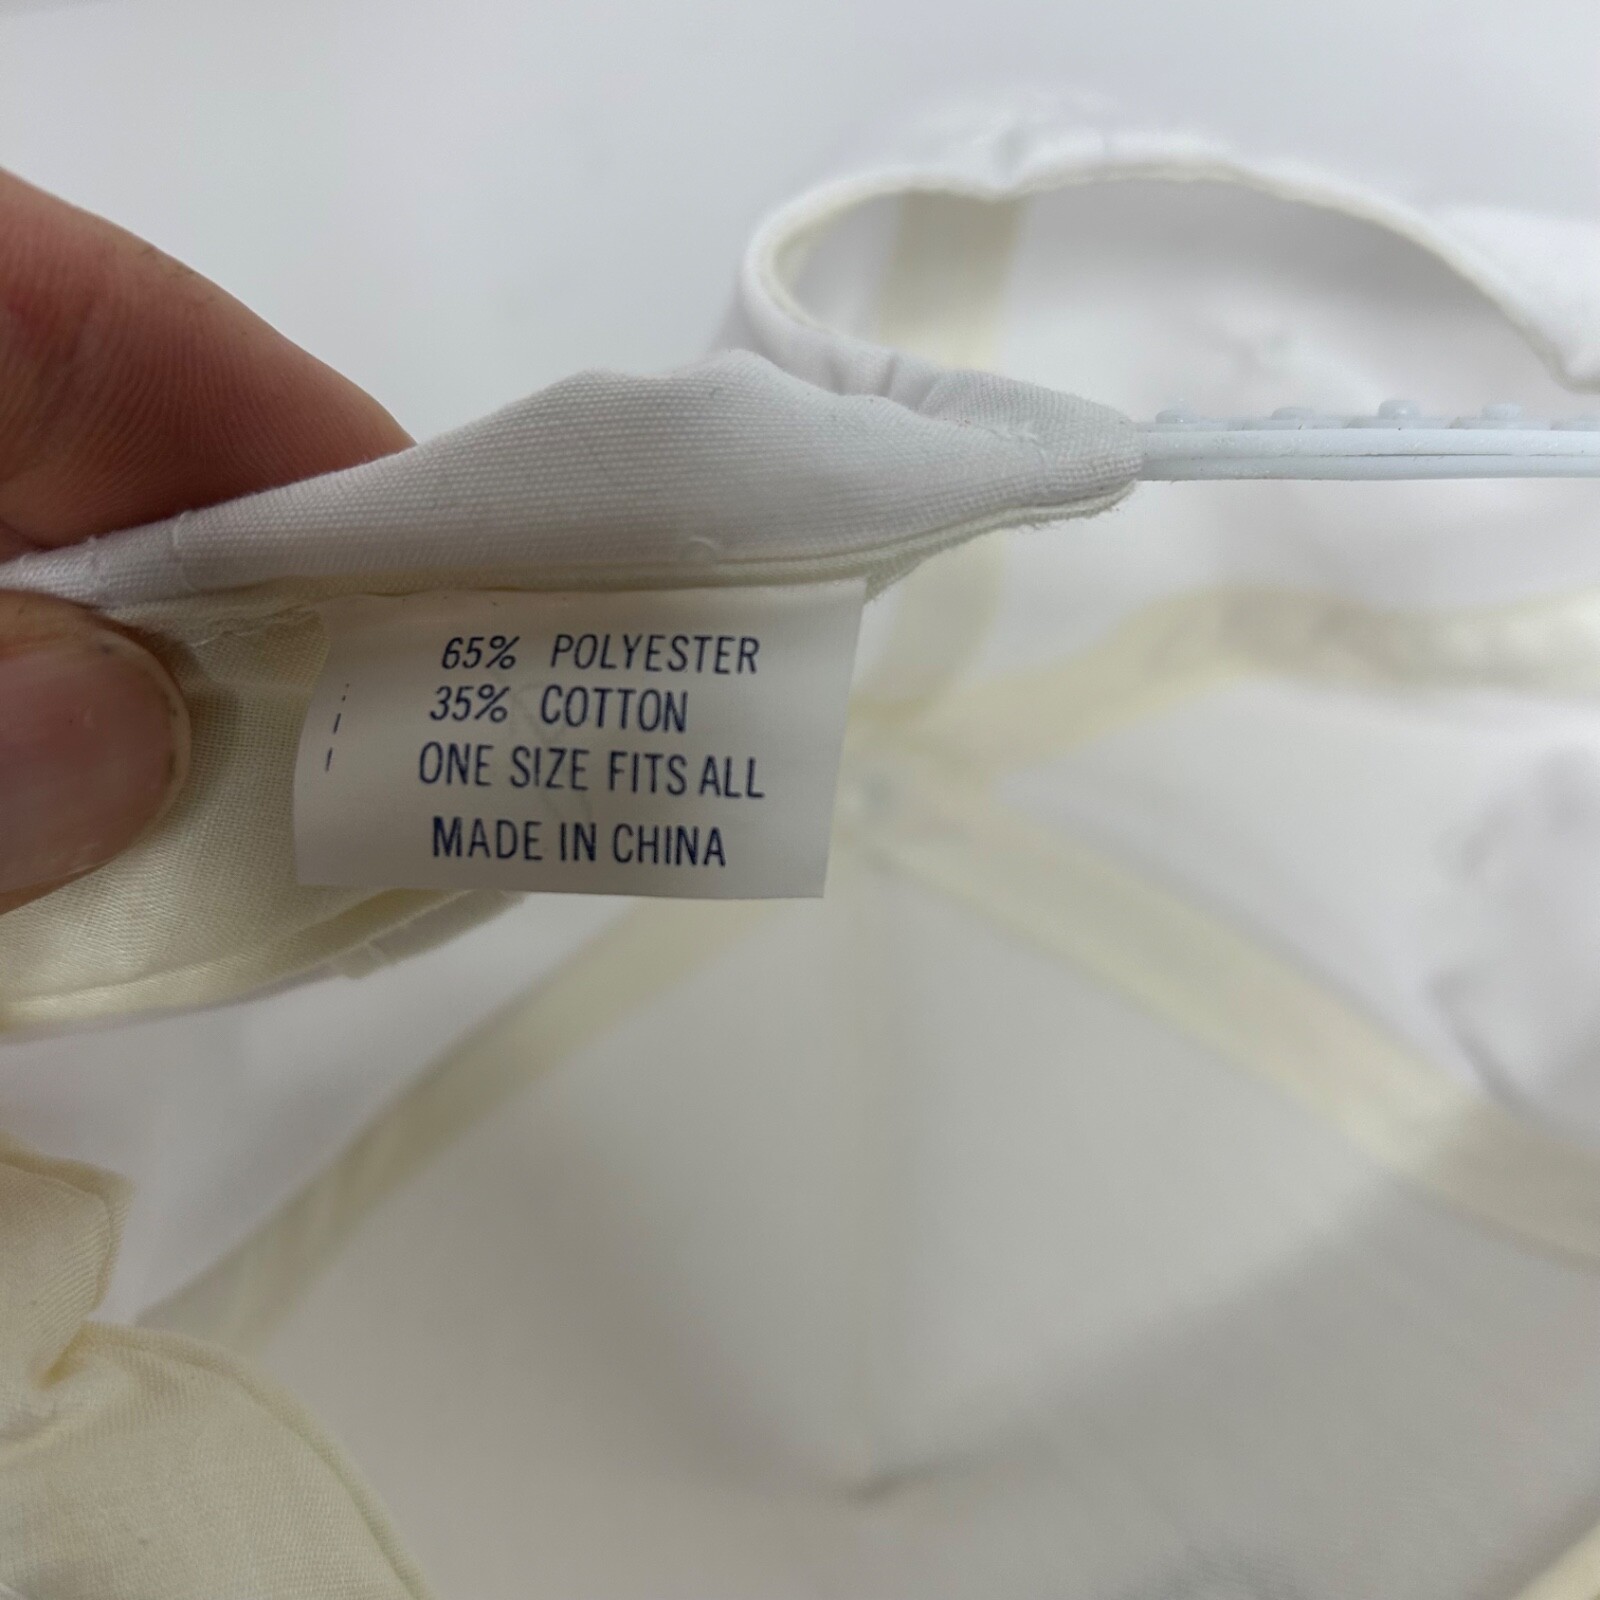 65% POLYESTER
35% COTTON
ONE SIZE FITS ALL
MADE IN CHINA